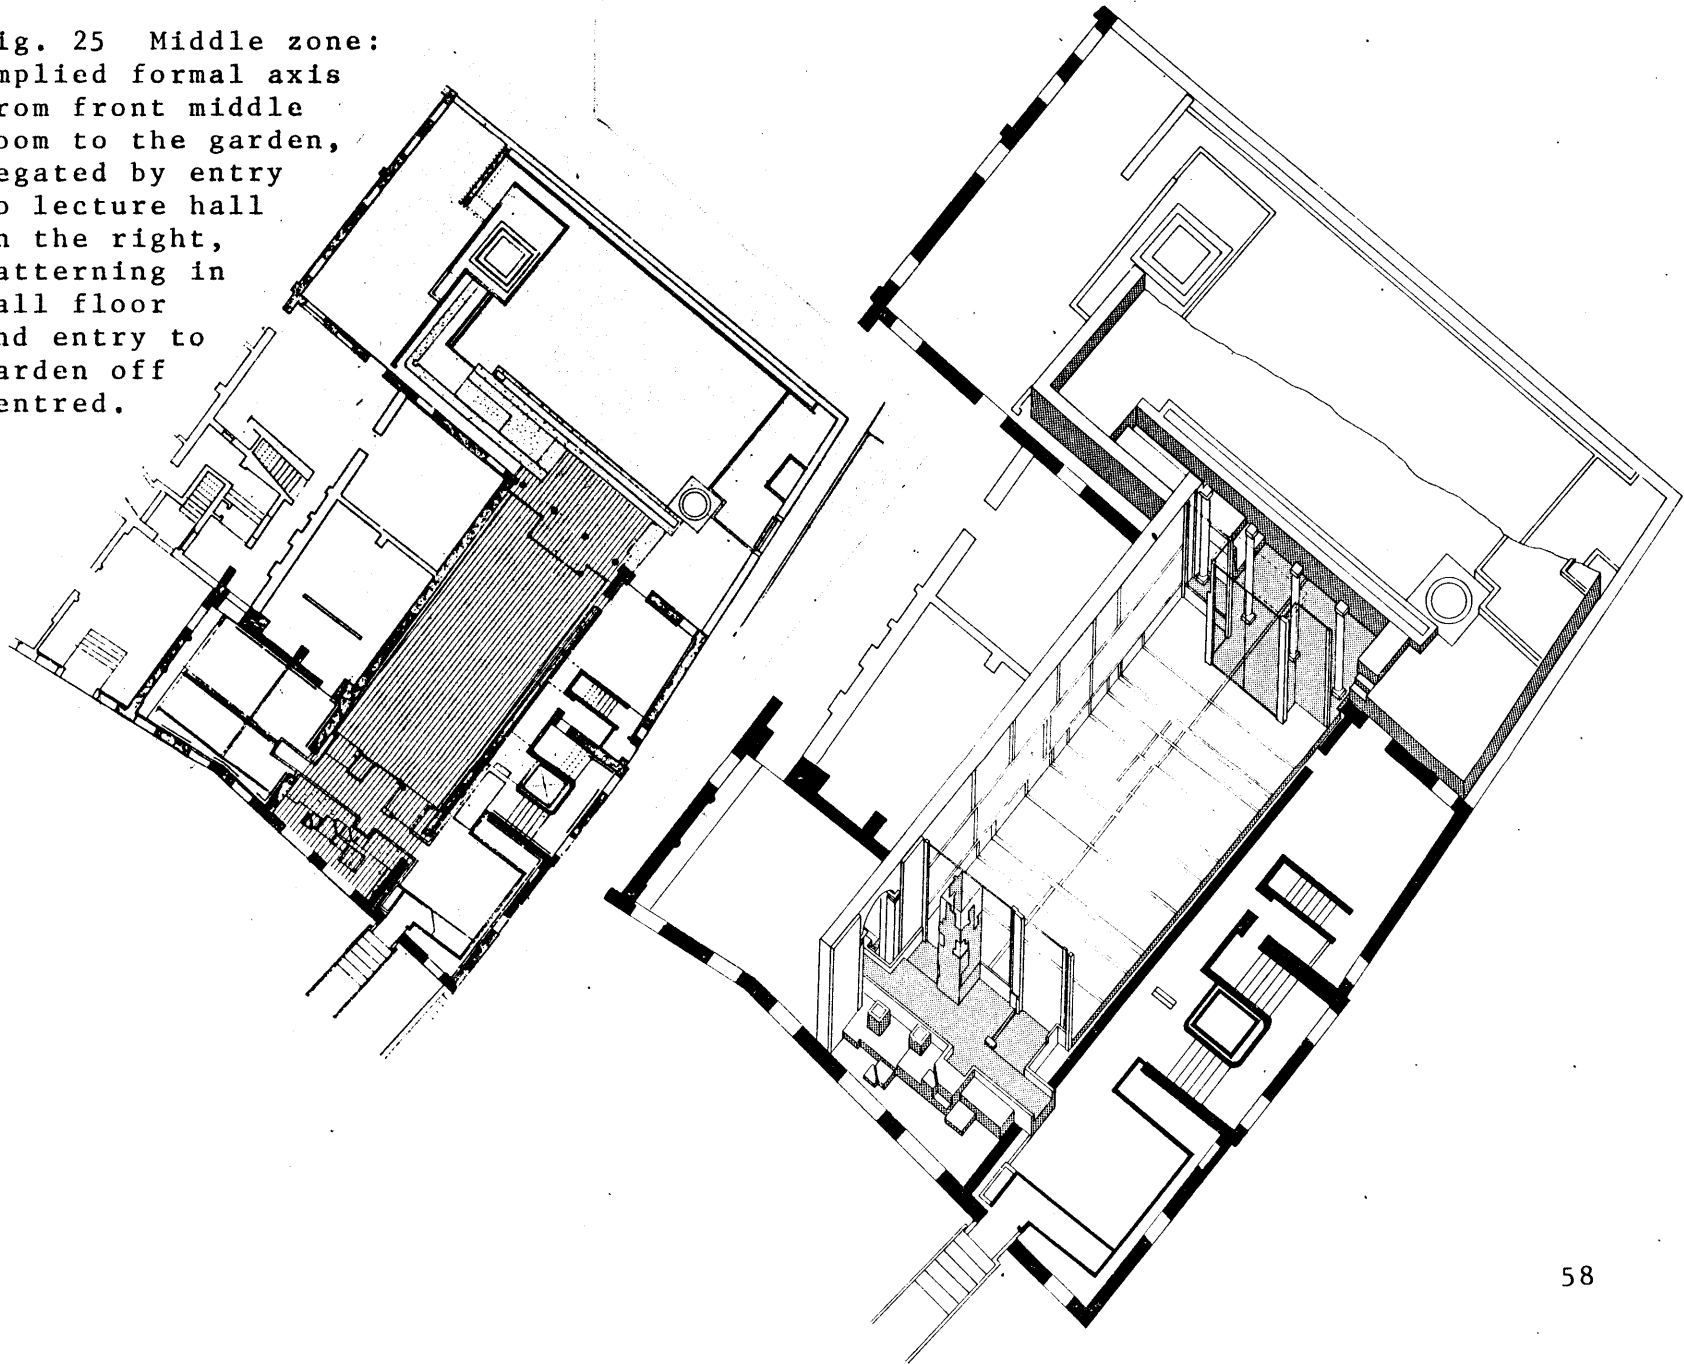 ig. 25 Middle zone:
mplied formal axis
rom front middle
oom to the garden,
egated by entry
o lecture hall
n the right,
atterning in
all floor
nd entry to
arden off
entred.
58